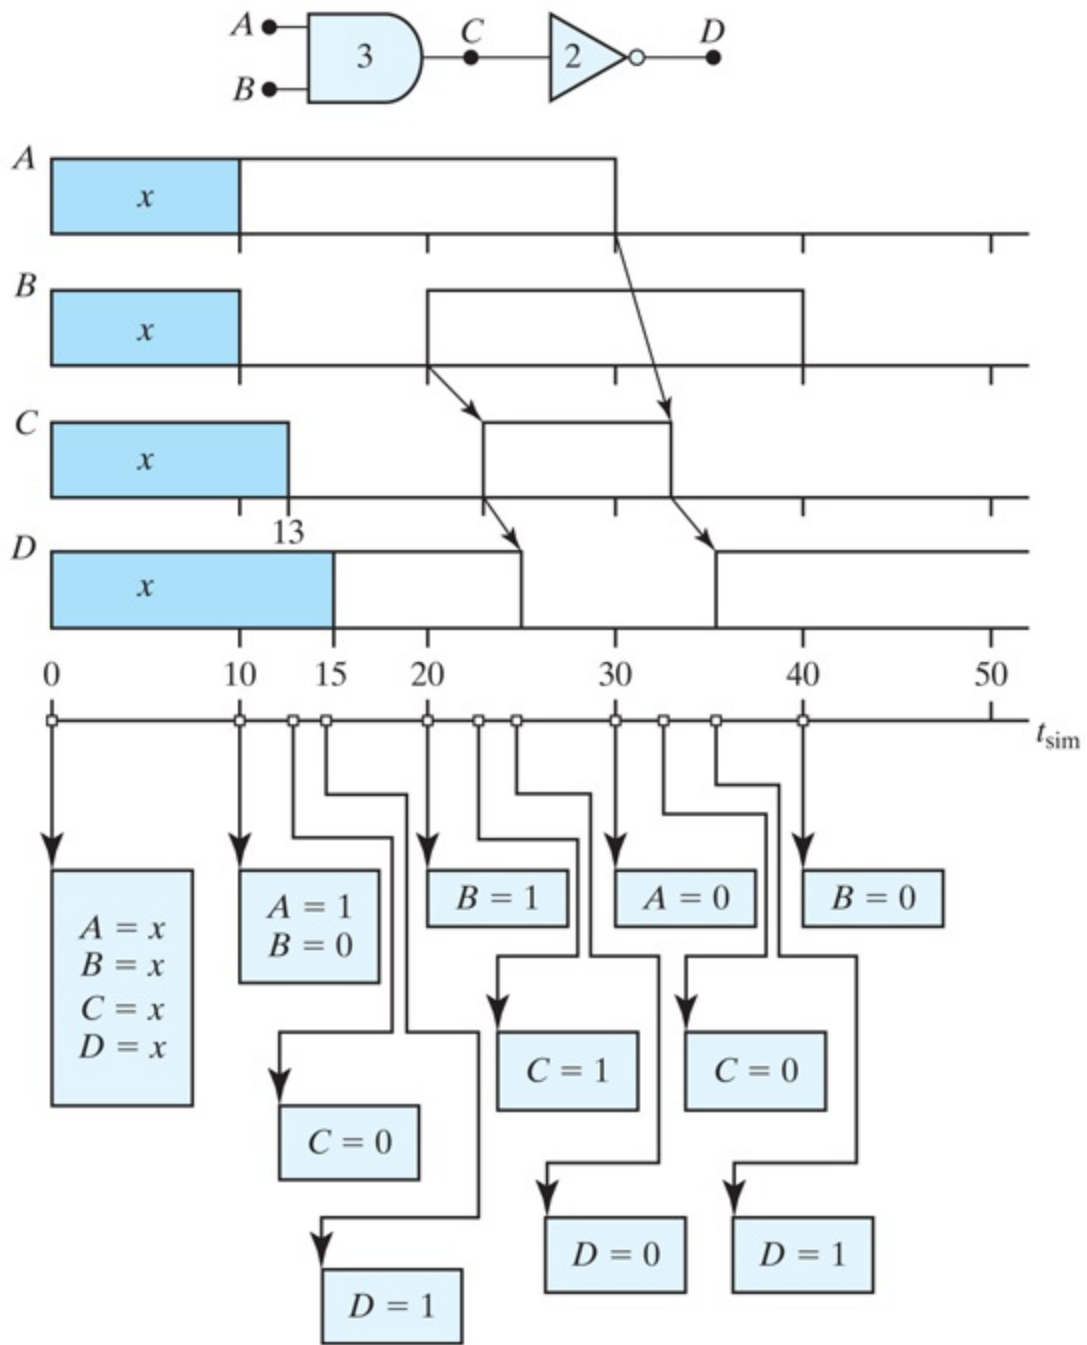 A
3
C
2
D
B
A
x
B
x
C
x
13
D
x
0 10 15 20 30 40 50
t_sim
A = x
B = x
C = x
D = x
A = 1
B = 0
B = 1
A = 0
B = 0
C = 1
C = 0
C = 0
D = 0
D = 1
D = 1